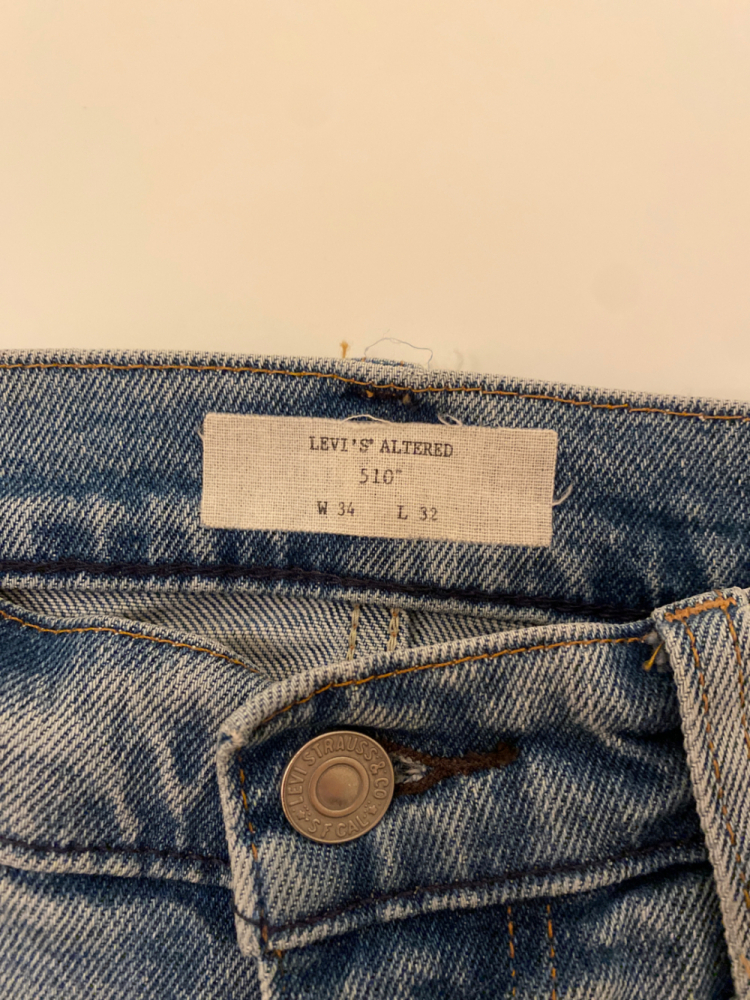 LEVI'S® ALTERED
510™
W 34 L 32
LEVI STRAUSS & CO
S.F. CAL